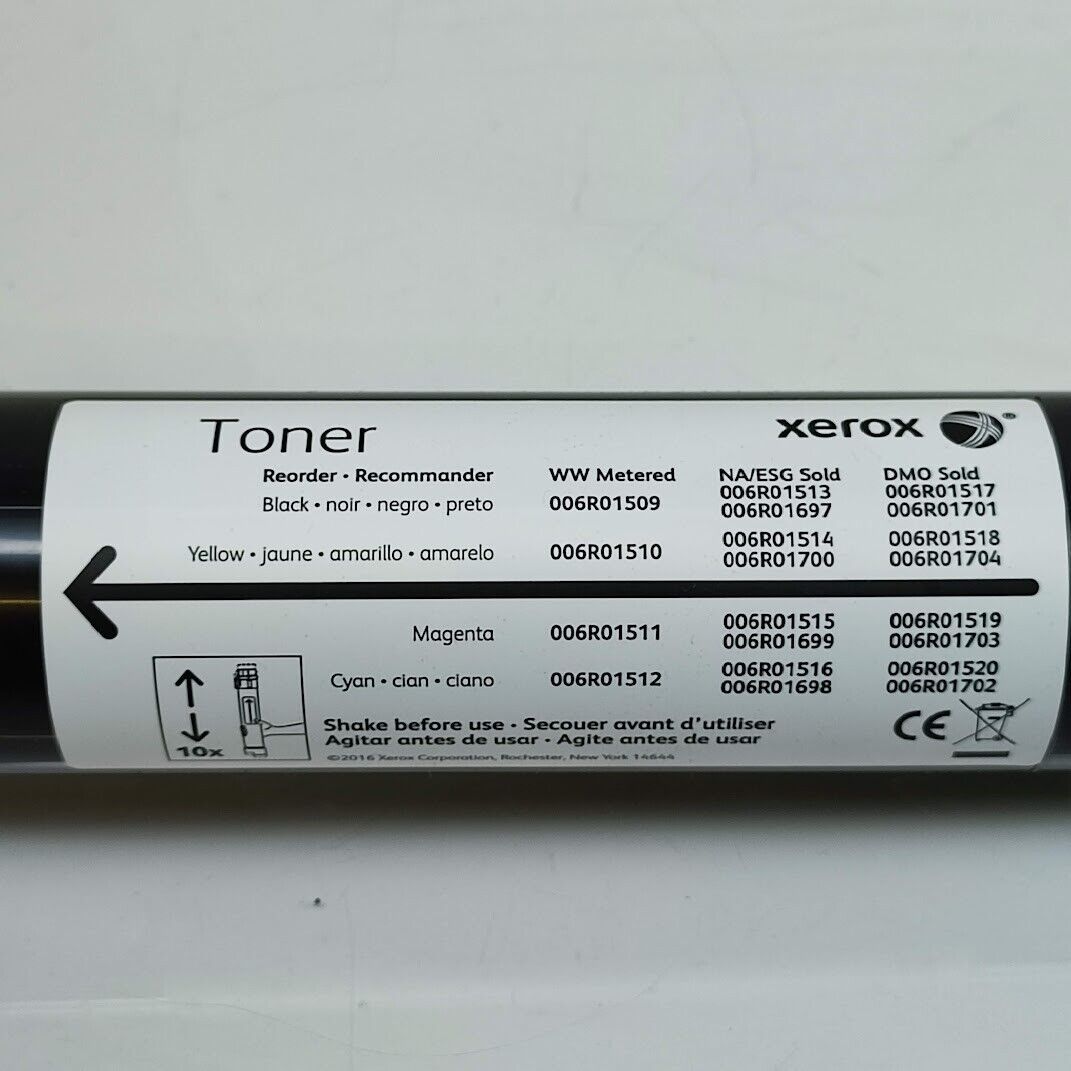 Toner
xerox ®
Reorder • Recommander WW Metered NA/ESG Sold DMO Sold
Black • noir • negro • preto 006R01509 006R01513 006R01517
006R01697 006R01701
Yellow • jaune • amarillo • amarelo 006R01510 006R01514 006R01518
006R01700 006R01704
Magenta 006R01511 006R01515 006R01519
006R01699 006R01703
Cyan • cian • ciano 006R01512 006R01516 006R01520
006R01698 006R01702
10x
Shake before use • Secouer avant d'utiliser
Agitar antes de usar • Agite antes de usar
©2016 Xerox Corporation, Rochester, New York 14644
CE